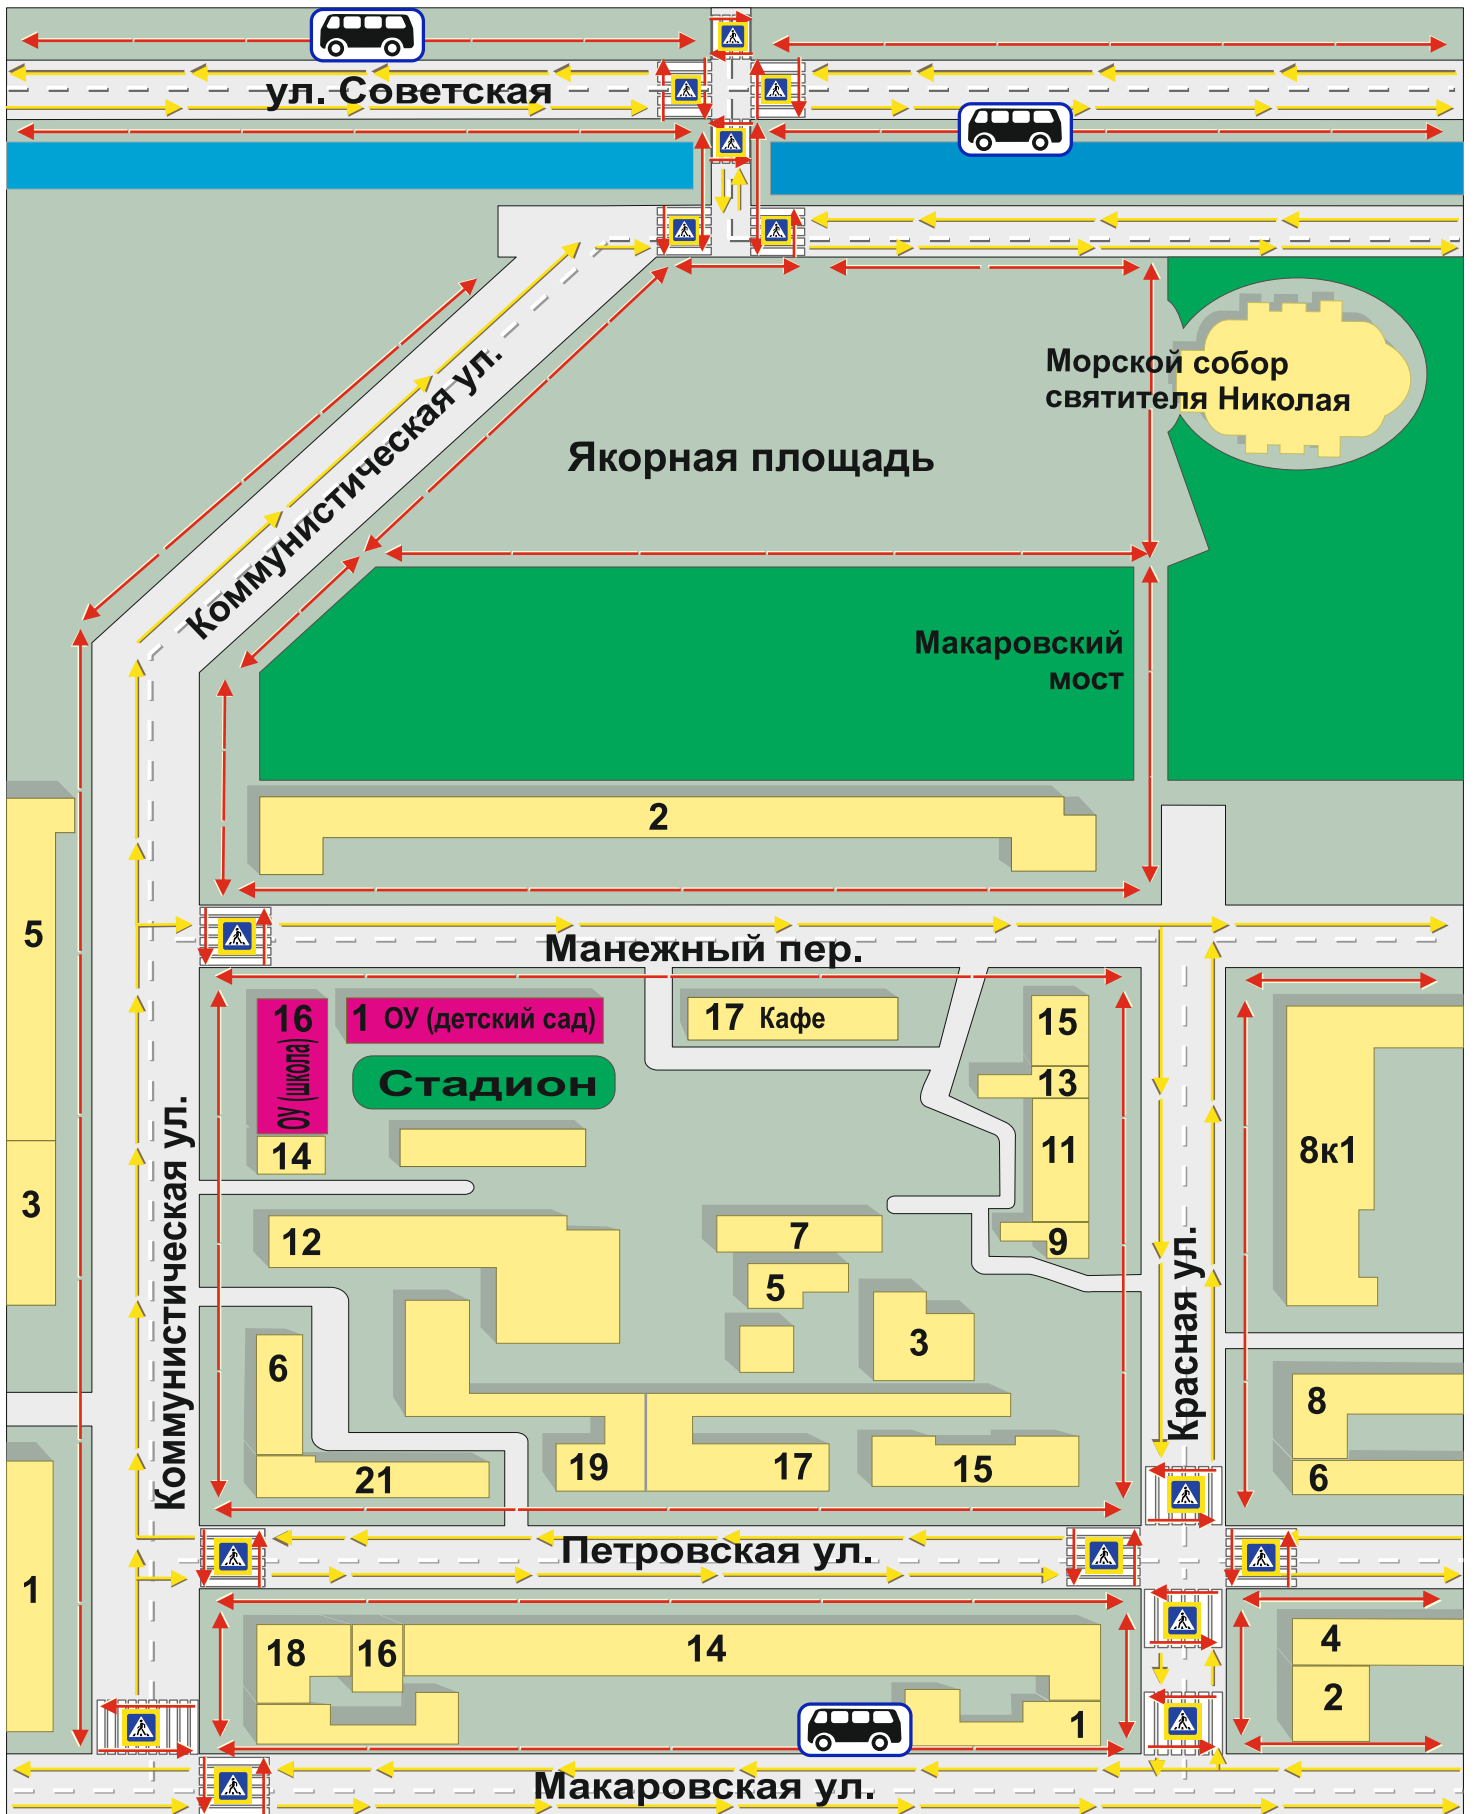 ул. Советская
Морской собор
святителя Николая
Коммунистическая ул.
Якорная площадь
Макаровский
мост
2
5
Манежный пер.
16
ОУ (школа)
1 ОУ (детский сад)
17 Кафе
15
Стадион
13
14
11
8к1
3
Коммунистическая ул.
12
7
9
5
3
Красная ул.
6
8
19
17
15
21
6
Петровская ул.
1
18
16
14
4
2
1
Макаровская ул.